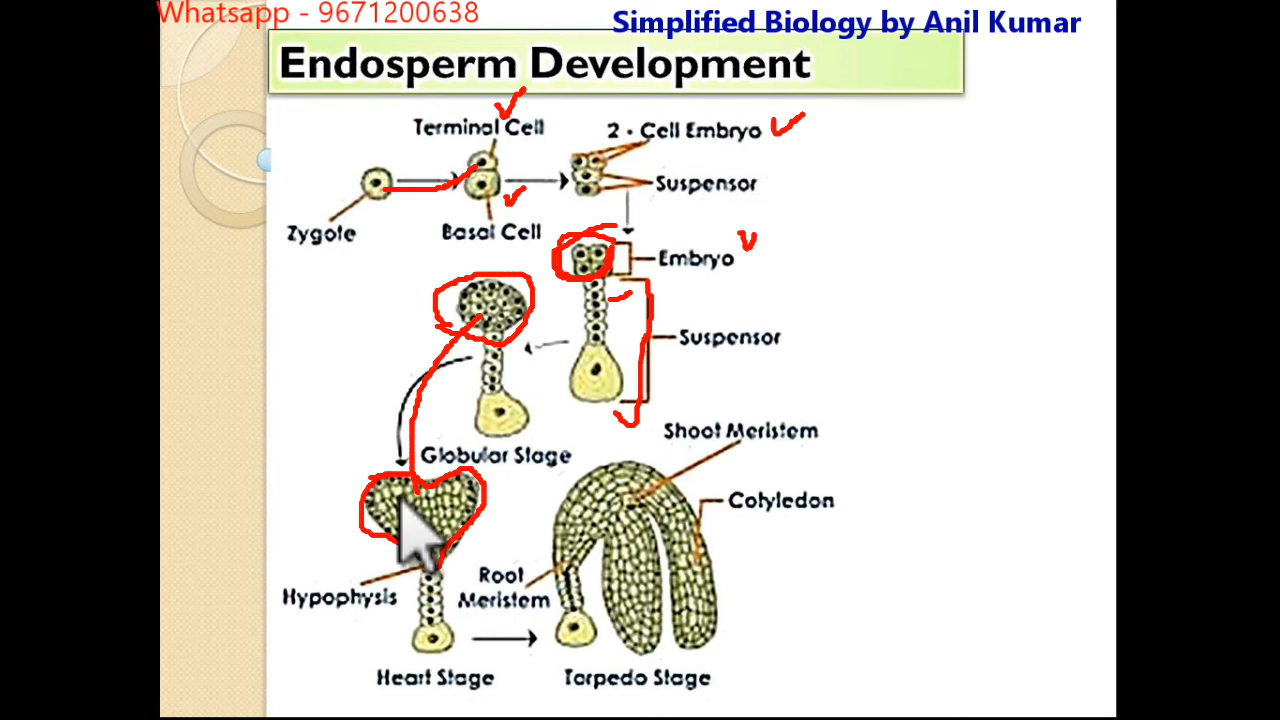 Whatsapp - 9671200638
Simplified Biology by Anil Kumar
Endosperm Development
Terminal Cell
2 - Cell Embryo
Suspensor
Zygote
Basal Cell
Embryo
Suspensor
Shoot Meristem
Globular Stage
Cotyledon
Root
Meristem
Hypophysis
Heart Stage
Torpedo Stage